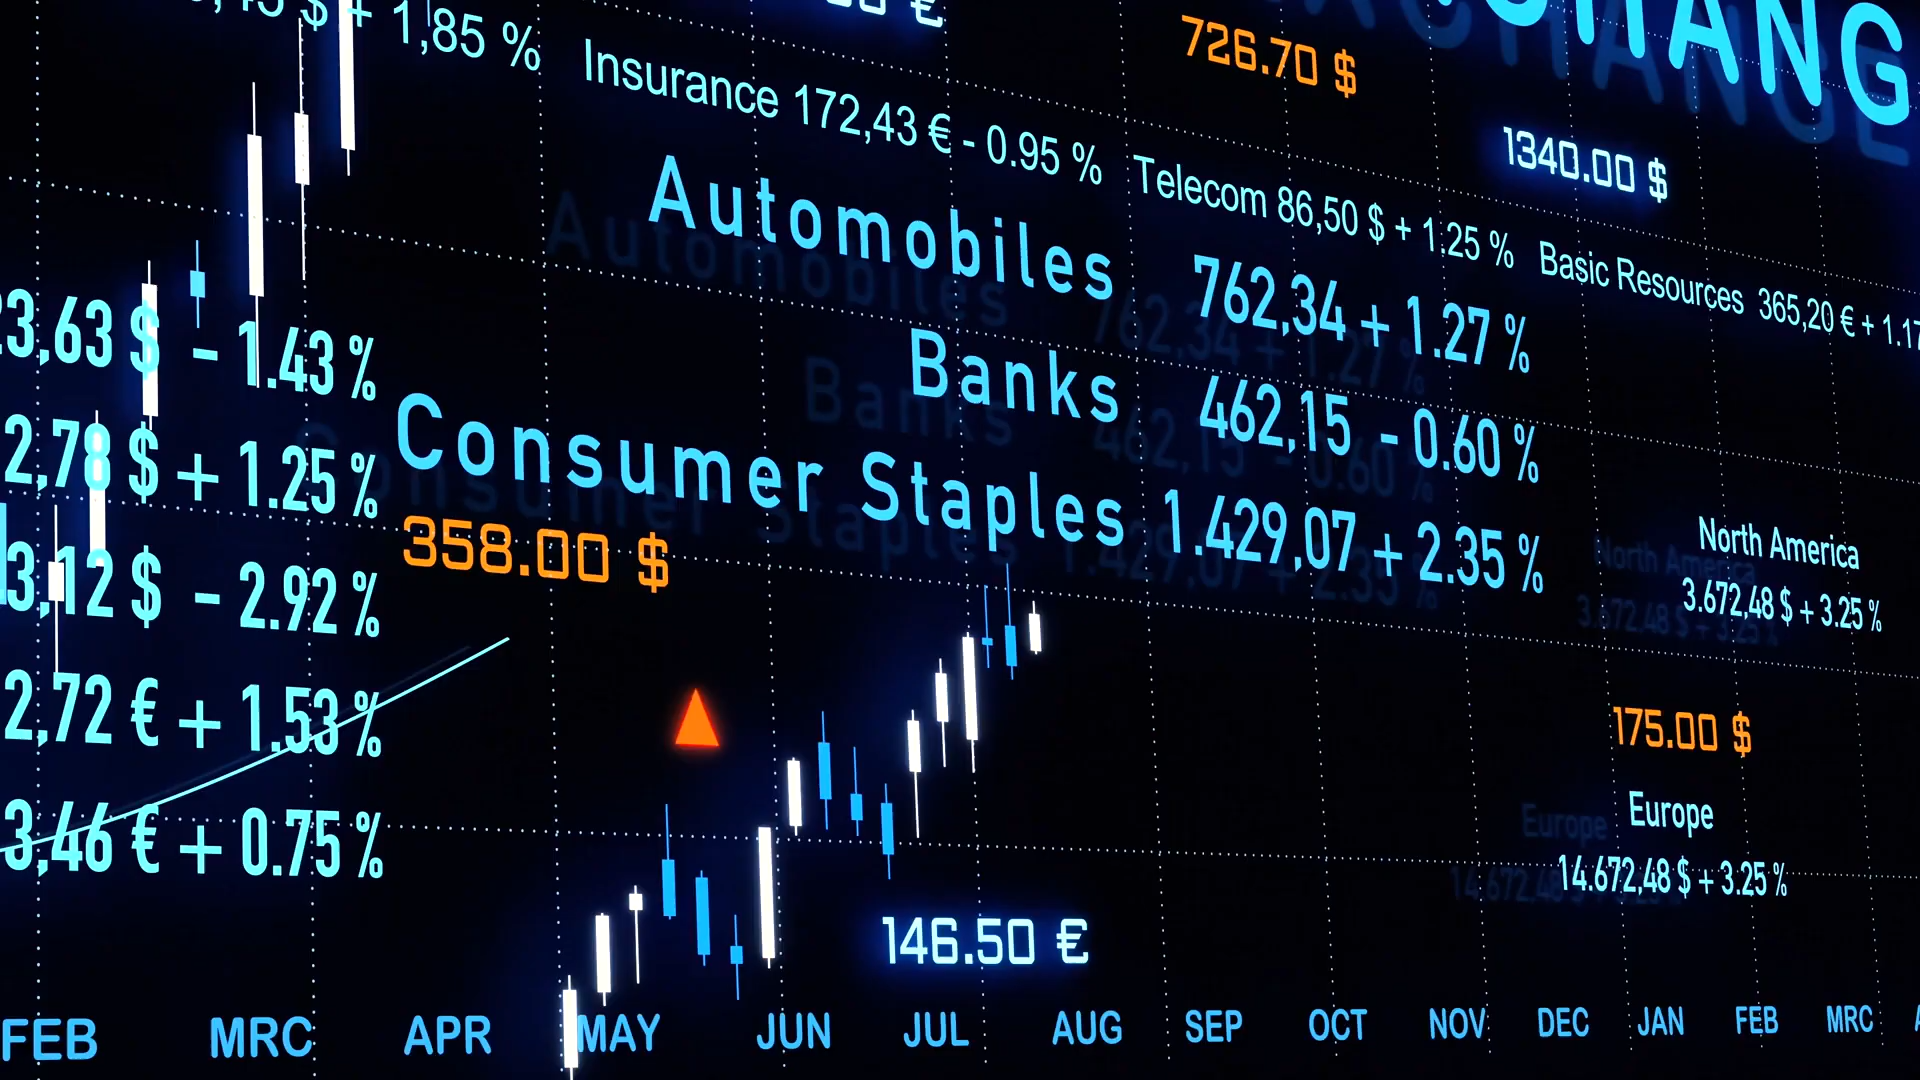 $ + 1,85 %
Insurance 172,43 € - 0.95 %
Telecom 86,50 $ + 1.25 %
Basic Resources 365,20 € + 1.17
726.70 $
1340.00 $
CHANG
Automobiles 762,34 + 1.27 %
Banks 462,15 - 0.60 %
Consumer Staples 1.429,07 + 2.35 %
3,63 $ - 1.43 %
2,78 $ + 1.25 %
3,12 $ - 2.92 %
2,72 € + 1.53 %
3,46 € + 0.75 %
358.00 $
North America
3.672,48 $ + 3.25 %
175.00 $
Europe
14.672,48 $ + 3.25 %
146.50 €
FEB MRC APR MAY JUN JUL AUG SEP OCT NOV DEC JAN FEB MRC